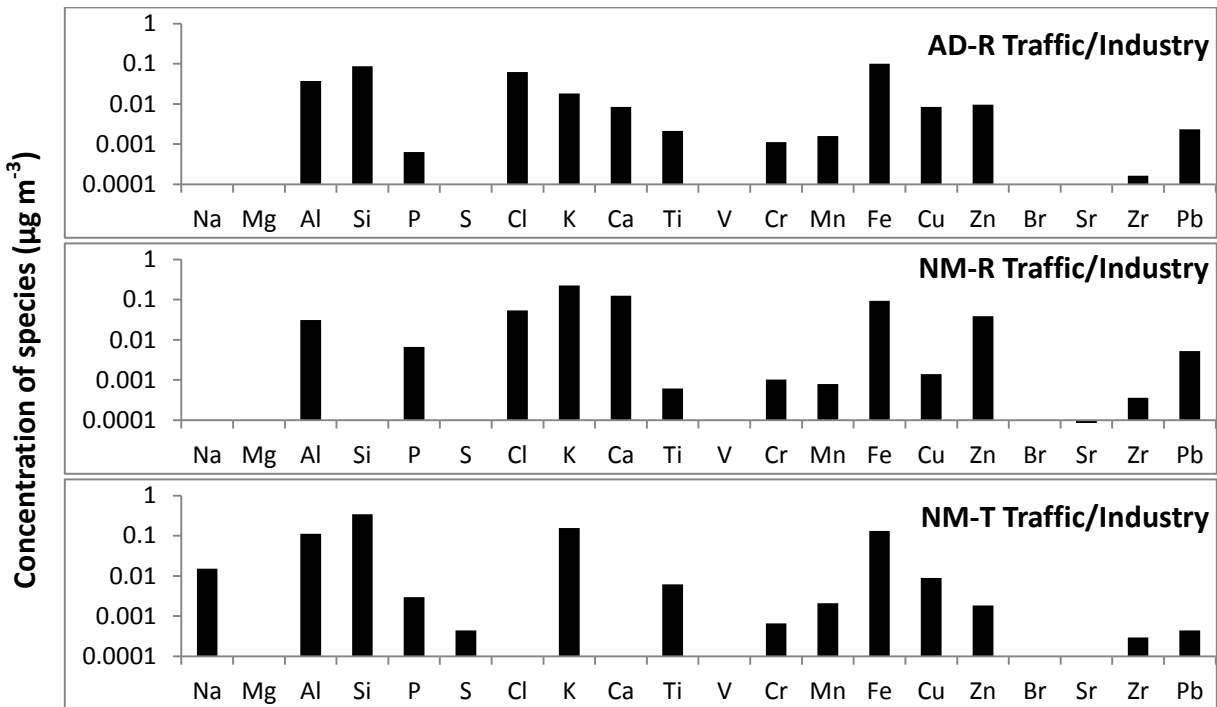 Concentration of species (µg m⁻³)
AD-R Traffic/Industry
1
0.1
0.01
0.001
0.0001
Na Mg Al Si P S Cl K Ca Ti V Cr Mn Fe Cu Zn Br Sr Zr Pb
NM-R Traffic/Industry
1
0.1
0.01
0.001
0.0001
Na Mg Al Si P S Cl K Ca Ti V Cr Mn Fe Cu Zn Br Sr Zr Pb
NM-T Traffic/Industry
1
0.1
0.01
0.001
0.0001
Na Mg Al Si P S Cl K Ca Ti V Cr Mn Fe Cu Zn Br Sr Zr Pb